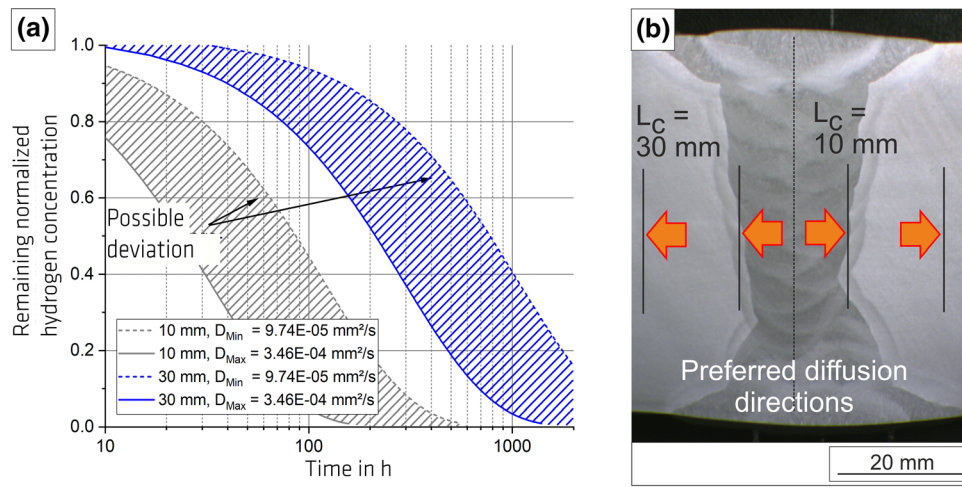 (a)
1.0
0.8
0.6
0.4
0.2
0.0
Remaining normalized
hydrogen concentration
Possible
deviation
10 mm, D_Min = 9.74E-05 mm²/s
10 mm, D_Max = 3.46E-04 mm²/s
30 mm, D_Min = 9.74E-05 mm²/s
30 mm, D_Max = 3.46E-04 mm²/s
10
100
1000
Time in h
(b)
L_C =
30 mm
L_C =
10 mm
Preferred diffusion
directions
20 mm